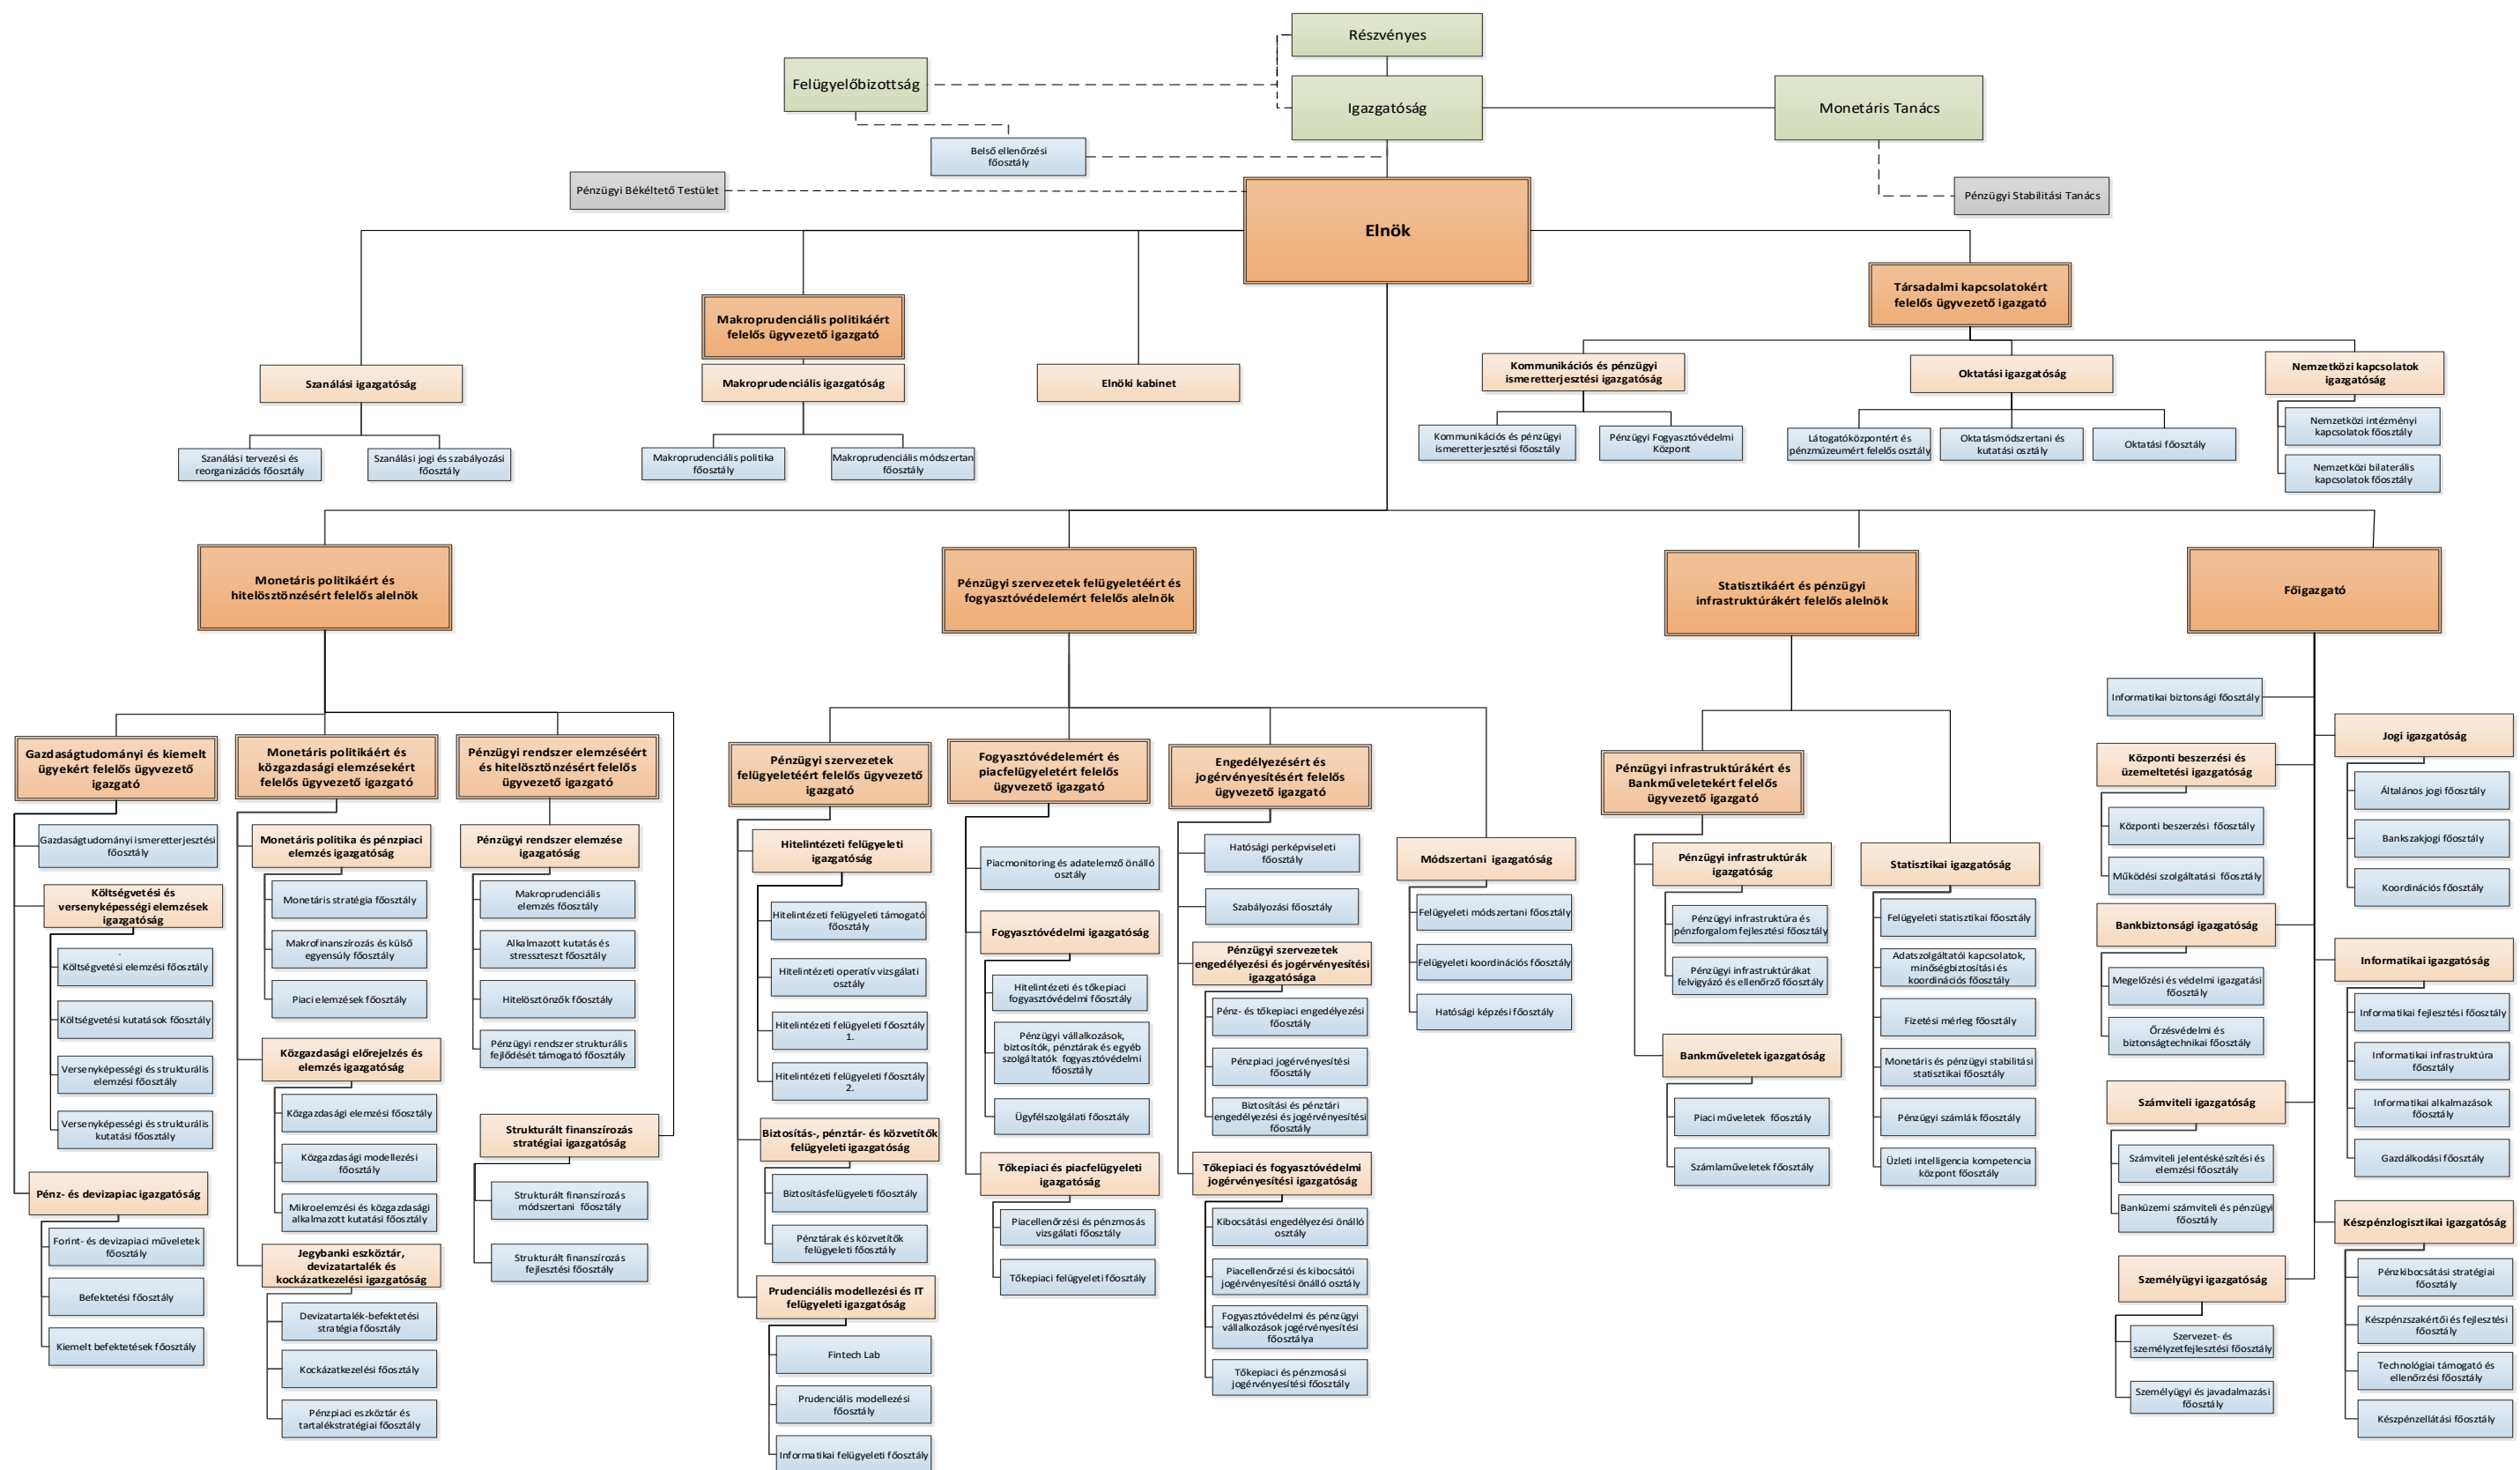 Részvényes
Felügyelőbizottság
Igazgatóság
Monetáris Tanács
Belső ellenőrzési
főosztály
Pénzügyi Békéltető Testület
Pénzügyi Stabilitási Tanács
Elnök
Társadalmi kapcsolatokért
felelős ügyvezető igazgató
Makroprudenciális politikáért
felelős ügyvezető igazgató
Szanálási igazgatóság
Makroprudenciális igazgatóság
Elnöki kabinet
Kommunikációs és pénzügyi
ismeretterjesztési igazgatóság
Oktatási igazgatóság
Nemzetközi kapcsolatok
igazgatóság
Szanálási tervezési és
reorganizációs főosztály
Szanálási jogi és szabályozási
főosztály
Makroprudenciális politika
főosztály
Makroprudenciális módszertan
főosztály
Kommunikációs és pénzügyi
ismeretterjesztési főosztály
Pénzügyi Fogyasztóvédelmi
Központ
Látogatóközpontért és
pénzmúzeumért felelős osztály
Oktatásmódszertani és
kutatási osztály
Oktatási főosztály
Nemzetközi intézményi
kapcsolatok főosztály
Nemzetközi bilaterális
kapcsolatok főosztály
Monetáris politikáért és
hitelösztönzésért felelős alelnök
Pénzügyi szervezetek felügyeletéért és
fogyasztóvédelemért felelős alelnök
Statisztikáért és pénzügyi
infrastruktúrákért felelős alelnök
Főigazgató
Gazdaságtudományi és kiemelt
ügyekért felelős ügyvezető
igazgató
Gazdaságtudományi ismeretterjesztési
főosztály
Költségvetési és
versenyképességi elemzések
igazgatóság
Költségvetési elemzési főosztály
Költségvetési kutatások főosztály
Versenyképességi és strukturális
elemzési főosztály
Versenyképességi és strukturális
kutatási főosztály
Pénz- és devizapiac igazgatóság
Forint- és devizapiaci műveletek
főosztály
Befektetési főosztály
Kiemelt befektetések főosztály
Monetáris politikáért és
közgazdasági elemzésekért
felelős ügyvezető igazgató
Monetáris politika és pénzpiaci
elemzés igazgatóság
Monetáris stratégia főosztály
Makrofinanszírozás és külső
egyensúly főosztály
Piaci elemzések főosztály
Közgazdasági előrejelzés és
elemzés igazgatóság
Közgazdasági elemzési főosztály
Közgazdasági modellezési
főosztály
Mikroelemzési és közgazdasági
alkalmazott kutatási főosztály
Jegybanki eszköztár,
devizatartalék és
kockázatkezelési igazgatóság
Devizatartalék-befektetési
stratégia főosztály
Kockázatkezelési főosztály
Pénzpiaci eszköztár és
tartalékstratégiai főosztály
Pénzügyi rendszer elemzéséért
és hitelösztönzésért felelős
ügyvezető igazgató
Pénzügyi rendszer elemzése
igazgatóság
Makroprudenciális
elemzés főosztály
Alkalmazott kutatás és
stresszteszt főosztály
Hitelösztönzők főosztály
Pénzügyi rendszer strukturális
fejlődését támogató főosztály
Strukturált finanszírozás
stratégiai igazgatóság
Strukturált finanszírozás
módszertani főosztály
Strukturált finanszírozás
fejlesztési főosztály
Pénzügyi szervezetek
felügyeletéért felelős ügyvezető
igazgató
Hitelintézeti felügyeleti
igazgatóság
Hitelintézeti felügyeleti támogató
főosztály
Hitelintézeti operatív vizsgálati
osztály
Hitelintézeti felügyeleti főosztály
1.
Hitelintézeti felügyeleti főosztály
2.
Biztosítás-, pénztár- és közvetítők
felügyeleti igazgatóság
Biztosításfelügyeleti főosztály
Pénztárak és közvetítők
felügyeleti főosztály
Prudenciális modellezési és IT
felügyeleti igazgatóság
Fintech Lab
Prudenciális modellezési
főosztály
Informatikai felügyeleti főosztály
Fogyasztóvédelemért és
piacfelügyeletért felelős
ügyvezető igazgató
Piacmonitoring és adatelemző önálló
osztály
Fogyasztóvédelmi igazgatóság
Hitelintézeti és tőkepiaci
fogyasztóvédelmi főosztály
Pénzügyi vállalkozások,
biztosítók, pénztárak és egyéb
szolgáltatók fogyasztóvédelmi
főosztály
Ügyfélszolgálati főosztály
Tőkepiaci és piacfelügyeleti
igazgatóság
Piacellenőrzési és pénzmosás
vizsgálati főosztály
Tőkepiaci felügyeleti főosztály
Engedélyezésért és
jogérvényesítésért felelős
ügyvezető igazgató
Hatósági perképviseleti
főosztály
Szabályozási főosztály
Pénzügyi szervezetek
engedélyezési és jogérvényesítési
igazgatósága
Pénz- és tőkepiaci engedélyezési
főosztály
Pénzpiaci jogérvényesítési
főosztály
Biztosítási és pénztári
engedélyezési és jogérvényesítési
főosztály
Tőkepiaci és fogyasztóvédelmi
jogérvényesítési igazgatóság
Kibocsátási engedélyezési önálló
osztály
Piacellenőrzési és kibocsátói
jogérvényesítési önálló osztály
Fogyasztóvédelmi és pénzügyi
vállalkozások jogérvényesítési
főosztálya
Tőkepiaci és pénzmosási
jogérvényesítési főosztály
Módszertani igazgatóság
Felügyeleti módszertani főosztály
Felügyeleti koordinációs főosztály
Hatósági képzési főosztály
Pénzügyi infrastruktúrákért és
Bankműveletekért felelős
ügyvezető igazgató
Pénzügyi infrastruktúrák
igazgatóság
Pénzügyi infrastruktúra és
pénzforgalom fejlesztési főosztály
Pénzügyi infrastruktúrákat
felvigyázó és ellenőrző főosztály
Bankműveletek igazgatóság
Piaci műveletek főosztály
Számlaműveletek főosztály
Statisztikai igazgatóság
Felügyeleti statisztikai főosztály
Adatszolgáltatói kapcsolatok,
minőségbiztosítási és
koordinációs főosztály
Fizetési mérleg főosztály
Monetáris és pénzügyi stabilitási
statisztikai főosztály
Pénzügyi számlák főosztály
Üzleti intelligencia kompetencia
központ főosztály
Informatikai biztonsági főosztály
Központi beszerzési és
üzemeltetési igazgatóság
Központi beszerzési főosztály
Működési szolgáltatási főosztály
Bankbiztonsági igazgatóság
Megelőzési és védelmi igazgatási
főosztály
Őrzésvédelmi és
biztonságtechnikai főosztály
Számviteli igazgatóság
Számviteli jelentéskészítési és
elemzési főosztály
Banküzemi számviteli és pénzügyi
főosztály
Személyügyi igazgatóság
Szervezet- és
személyzetfejlesztési főosztály
Személyügyi és javadalmazási
főosztály
Jogi igazgatóság
Általános jogi főosztály
Bankszakjogi főosztály
Koordinációs főosztály
Informatikai igazgatóság
Informatikai fejlesztési főosztály
Informatikai infrastruktúra
főosztály
Informatikai alkalmazások
főosztály
Gazdálkodási főosztály
Készpénzlogisztikai igazgatóság
Pénzkibocsátási stratégiai
főosztály
Készpénzszakértői és fejlesztési
főosztály
Technológiai támogató és
ellenőrzési főosztály
Készpénzellátási főosztály